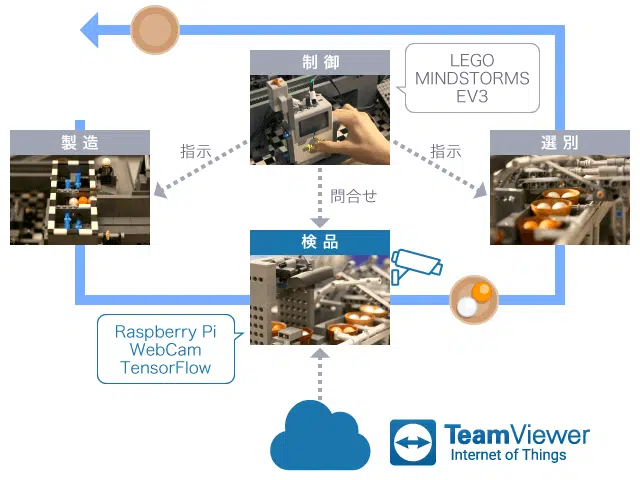 制御
LEGO
MINDSTORMS
EV3
製造
指示
指示
選別
問合せ
検品
Raspberry Pi
WebCam
TensorFlow
TeamViewer
Internet of Things